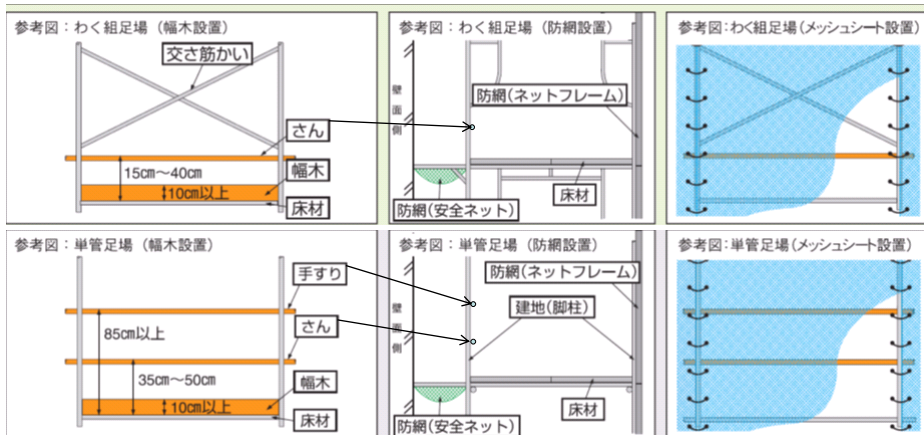 参考図：わく組足場（幅木設置）
交さ筋かい
さん
15cm～40cm
幅木
10cm以上
床材
参考図：わく組足場（防網設置）
壁面側
防網(ネットフレーム)
床材
防網(安全ネット)
参考図:わく組足場(メッシュシート設置)
参考図：単管足場（幅木設置）
手すり
85cm以上
さん
35cm～50cm
幅木
10cm以上
床材
参考図：単管足場（防網設置）
防網(ネットフレーム)
壁面側
建地(脚柱)
床材
防網(安全ネット)
参考図:単管足場(メッシュシート設置)